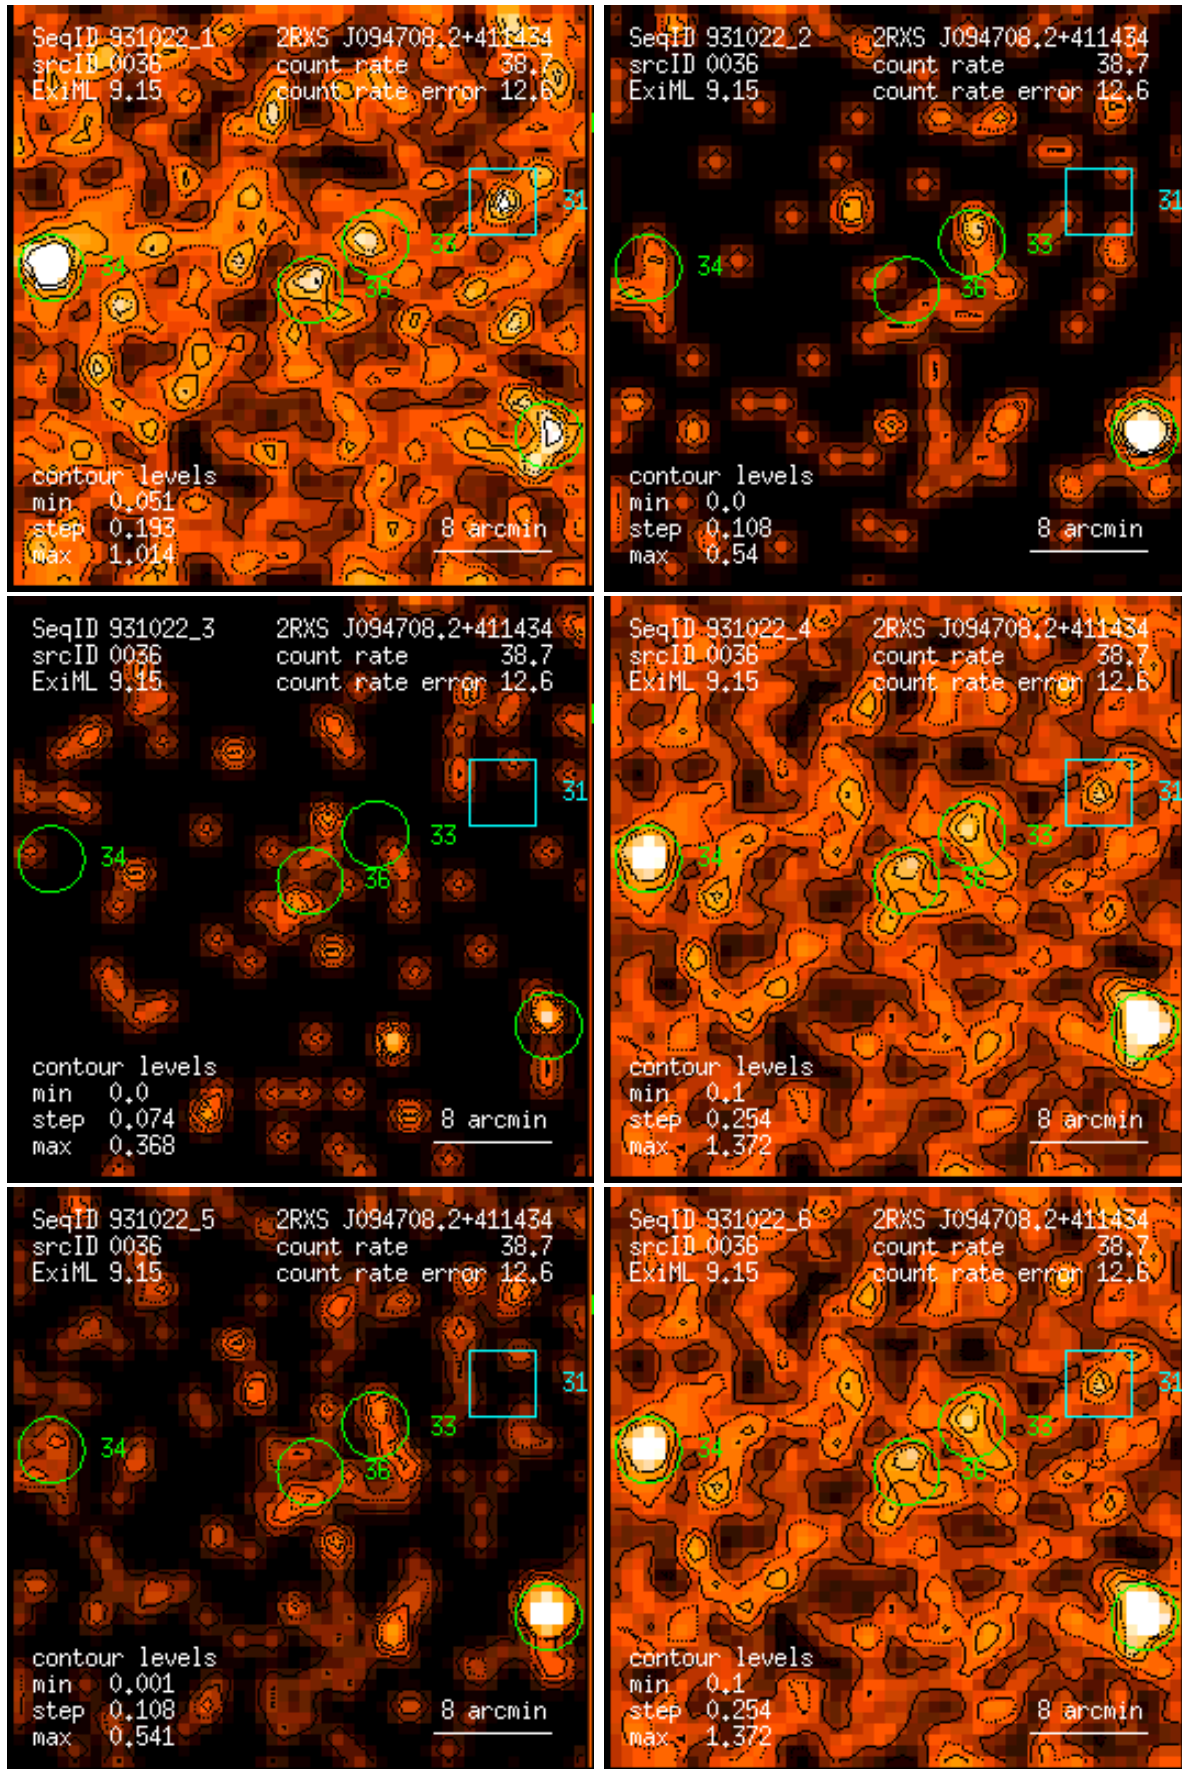 SeqID 931022_1 2RXS J094708.2+411434
srcID 0036 count rate 38.7
ExiML 9.15 count rate error 12.6
31
33
34
36
contour levels
min 0.051
step 0.193 8 arcmin
max 1.014
SeqID 931022_2 2RXS J094708.2+411434
srcID 0036 count rate 38.7
ExiML 9.15 count rate error 12.6
31
33
34
36
contour levels
min 0.0
step 0.108 8 arcmin
max 0.54
SeqID 931022_3 2RXS J094708.2+411434
srcID 0036 count rate 38.7
ExiML 9.15 count rate error 12.6
31
33
34
36
contour levels
min 0.0
step 0.074 8 arcmin
max 0.368
SeqID 931022_4 2RXS J094708.2+411434
srcID 0036 count rate 38.7
ExiML 9.15 count rate error 12.6
31
33
34
36
contour levels
min 0.1
step 0.254 8 arcmin
max 1.372
SeqID 931022_5 2RXS J094708.2+411434
srcID 0036 count rate 38.7
ExiML 9.15 count rate error 12.6
31
33
34
36
contour levels
min 0.001
step 0.108 8 arcmin
max 0.541
SeqID 931022_6 2RXS J094708.2+411434
srcID 0036 count rate 38.7
ExiML 9.15 count rate error 12.6
31
33
34
36
contour levels
min 0.1
step 0.254 8 arcmin
max 1.372